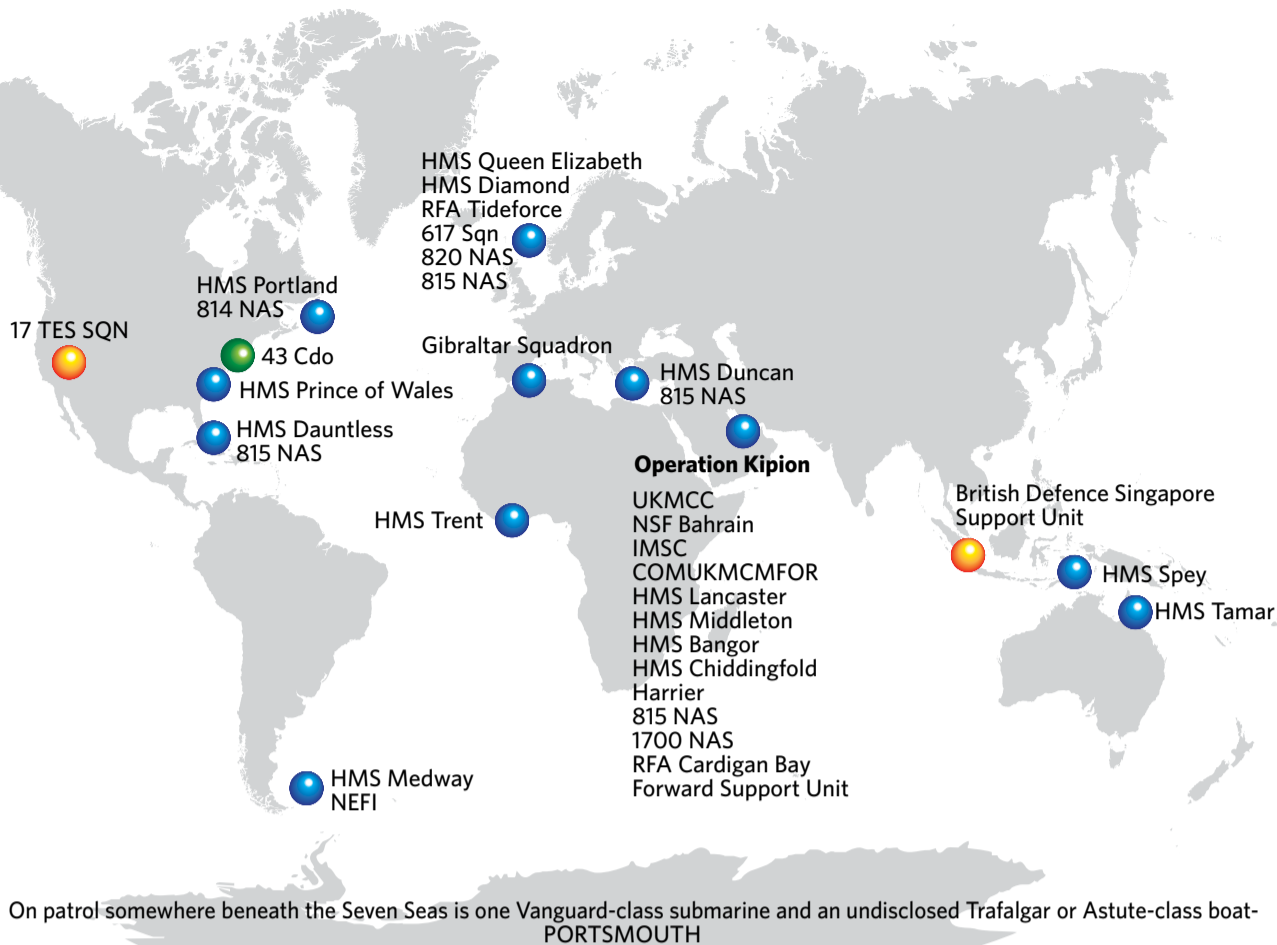 HMS Queen Elizabeth
HMS Diamond
RFA Tideforce
617 Sqn
820 NAS
815 NAS
HMS Portland
814 NAS
17 TES SQN
43 Cdo
Gibraltar Squadron
HMS Duncan
815 NAS
HMS Prince of Wales
HMS Dauntless
815 NAS
Operation Kipion
UKMCC
NSF Bahrain
IMSC
COMUKMCMFOR
HMS Lancaster
HMS Middleton
HMS Bangor
HMS Chiddingfold
Harrier
815 NAS
1700 NAS
RFA Cardigan Bay
Forward Support Unit
HMS Trent
British Defence Singapore
Support Unit
HMS Spey
HMS Tamar
HMS Medway
NEFI
On patrol somewhere beneath the Seven Seas is one Vanguard-class submarine and an undisclosed Trafalgar or Astute-class boat-
PORTSMOUTH